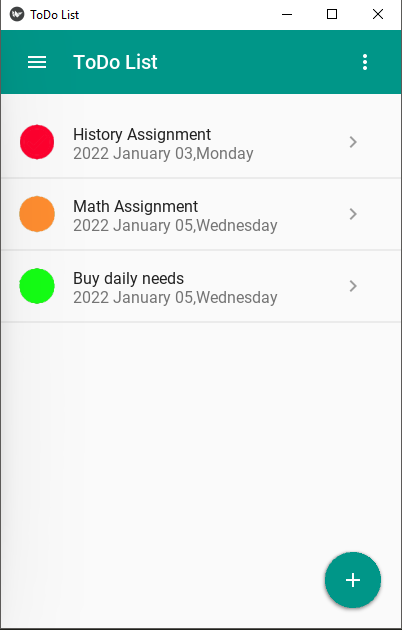 ToDo List
ToDo List
History Assignment
2022 January 03,Monday
Math Assignment
2022 January 05,Wednesday
Buy daily needs
2022 January 05,Wednesday